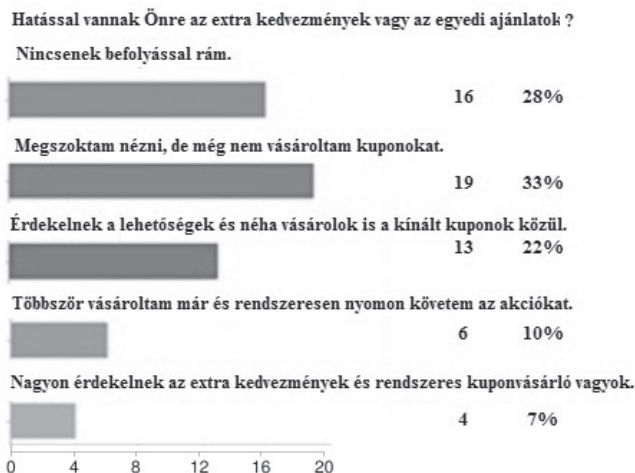 Hatással vannak Önre az extra kedvezmények vagy az egyedi ajánlatok ?
Nincsenek befolyással rám.
16 28%
Megszoktam nézni, de még nem vásároltam kuponokat.
19 33%
Érdekelnek a lehetőségek és néha vásárolok is a kínált kuponok közül.
13 22%
Többször vásároltam már és rendszeresen nyomon követem az akciókat.
6 10%
Nagyon érdekelnek az extra kedvezmények és rendszeres kuponvásárló vagyok.
4 7%
0 4 8 12 16 20